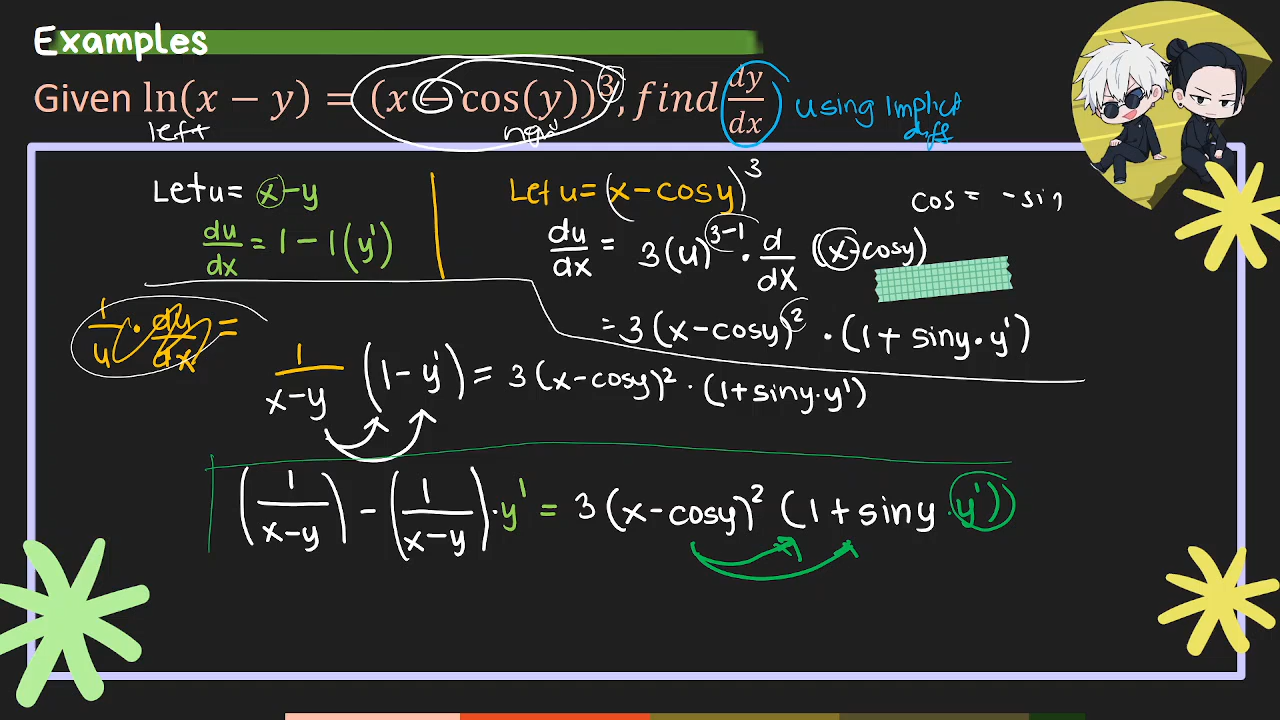 Examples
Given ln(x − y) = (x − cos(y))³, find dy/dx using Implicit diff
left
Let u = x-y
du/dx = 1 - 1(y')
Let u = (x-cosy)³
cos = -sin
du/dx = 3(u)³⁻¹ · d/dx (x-cosy)
= 3(x-cosy)² · (1+siny·y')
1/u · du/dx =
1/(x-y) (1-y') = 3(x-cosy)² · (1+siny·y')
(1/(x-y)) - (1/(x-y)) · y' = 3(x-cosy)² (1+siny·y')